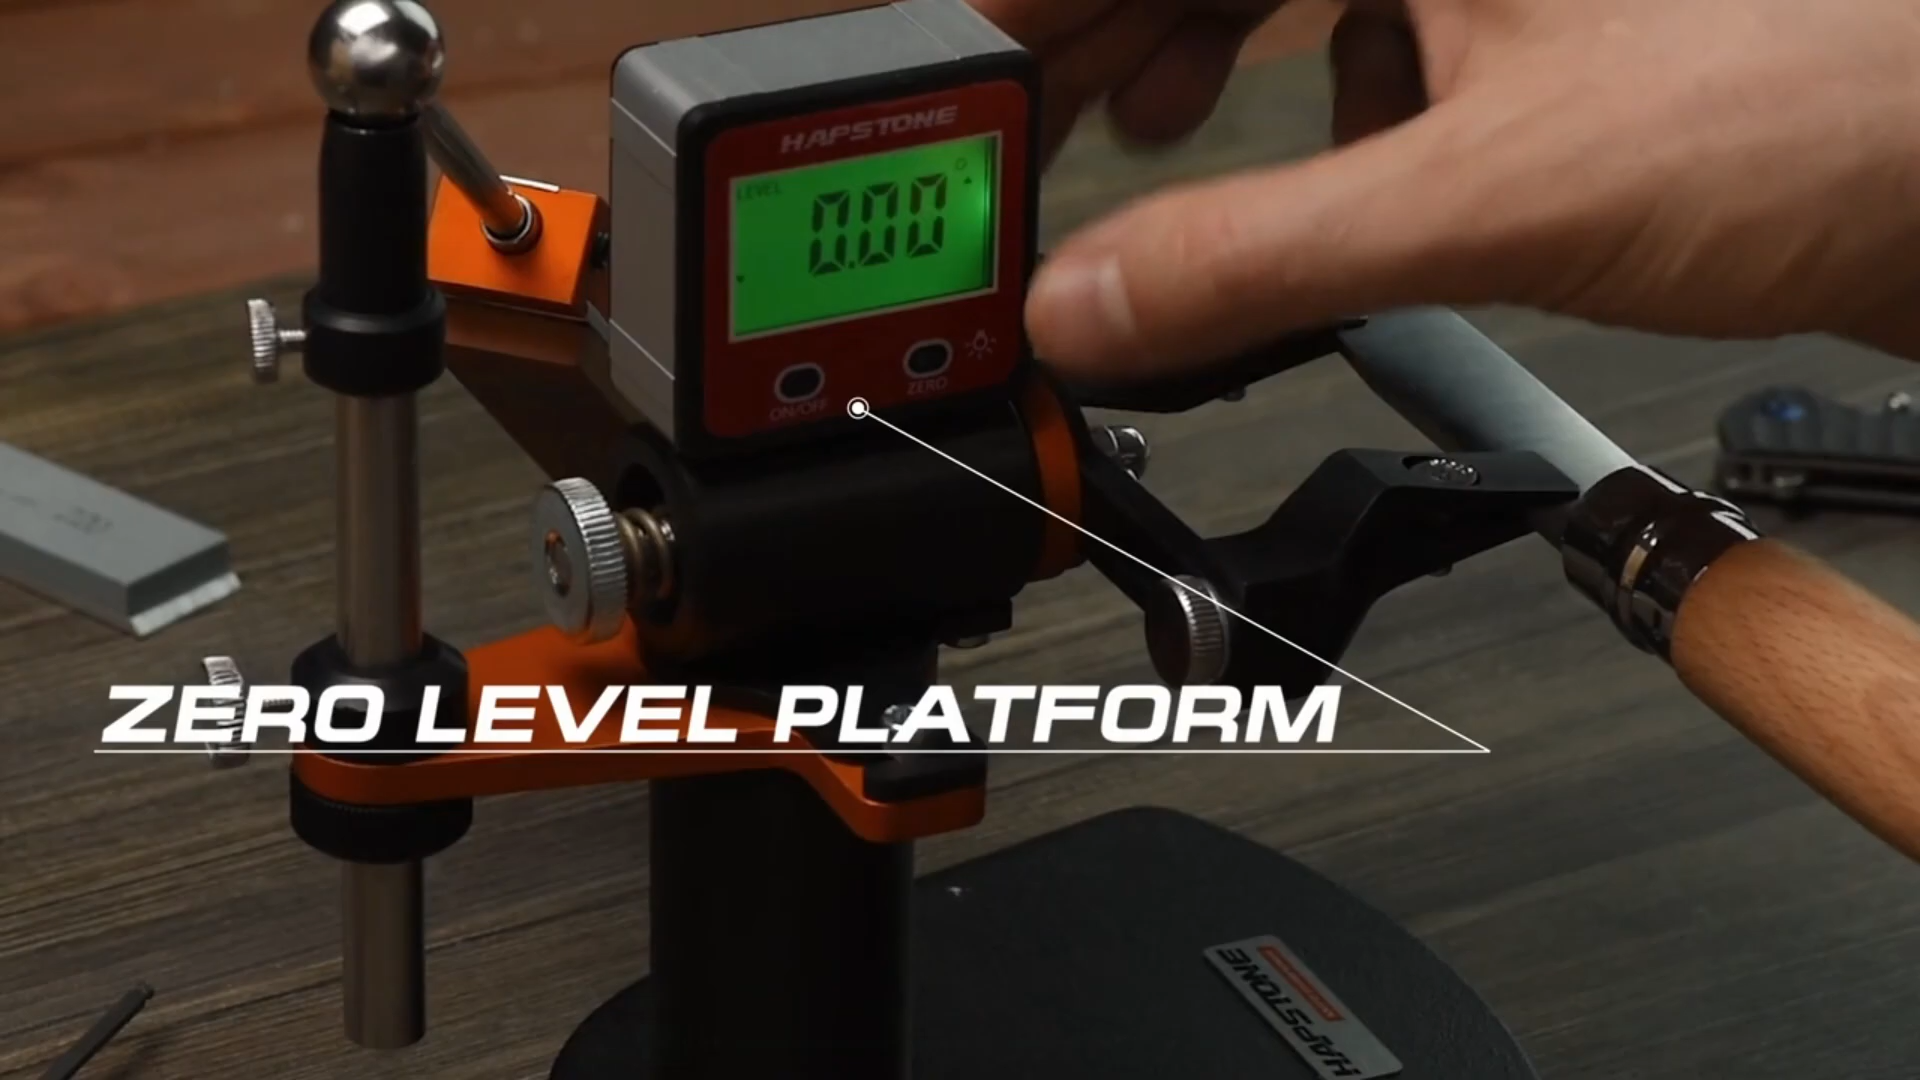 HAPSTONE
LEVEL
0.00
ON/OFF
ZERO
ZERO LEVEL PLATFORM
HAPSTONE